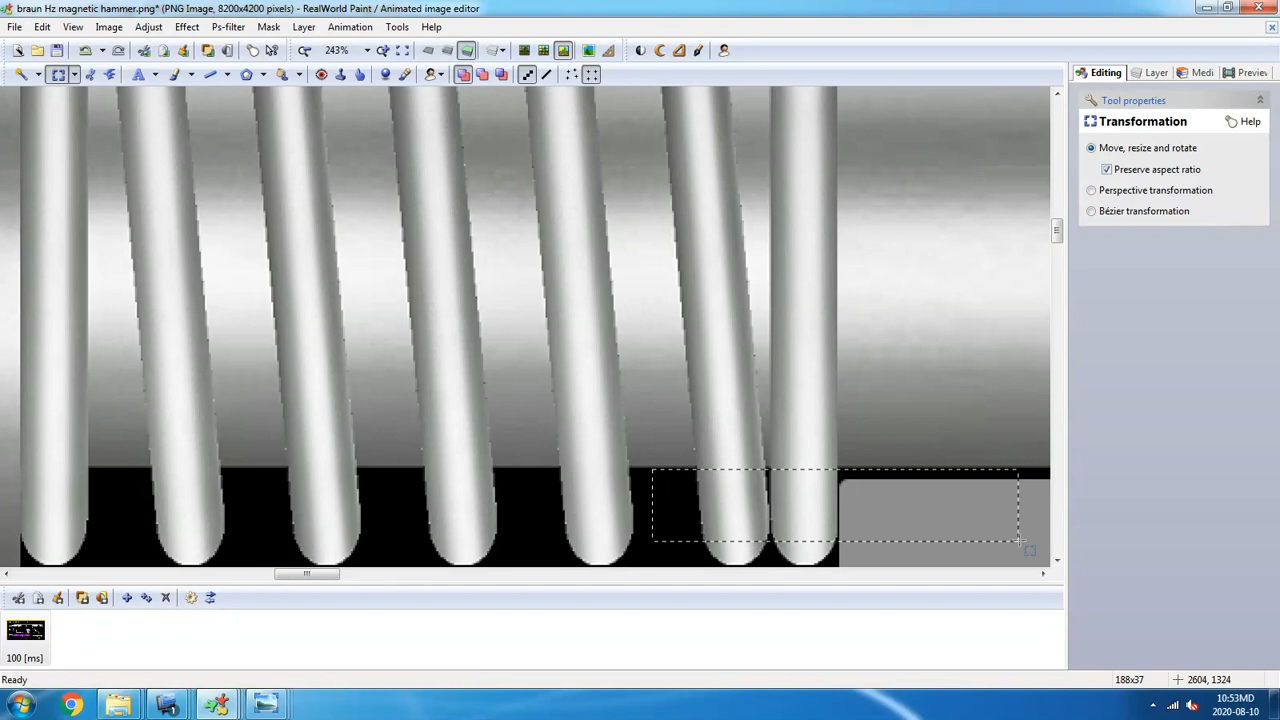 braun Hz magnetic hammer.png* (PNG Image, 8200x4200 pixels) - RealWorld Paint / Animated image editor
File Edit View Image Adjust Effect Ps-filter Mask Layer Animation Tools Help
243%
Editing Layer Medi Previe
Tool properties
Transformation Help
Move, resize and rotate
Preserve aspect ratio
Perspective transformation
Bézier transformation
100 [ms]
Ready 188x37 2604, 1324
10:53MD
2020-08-10